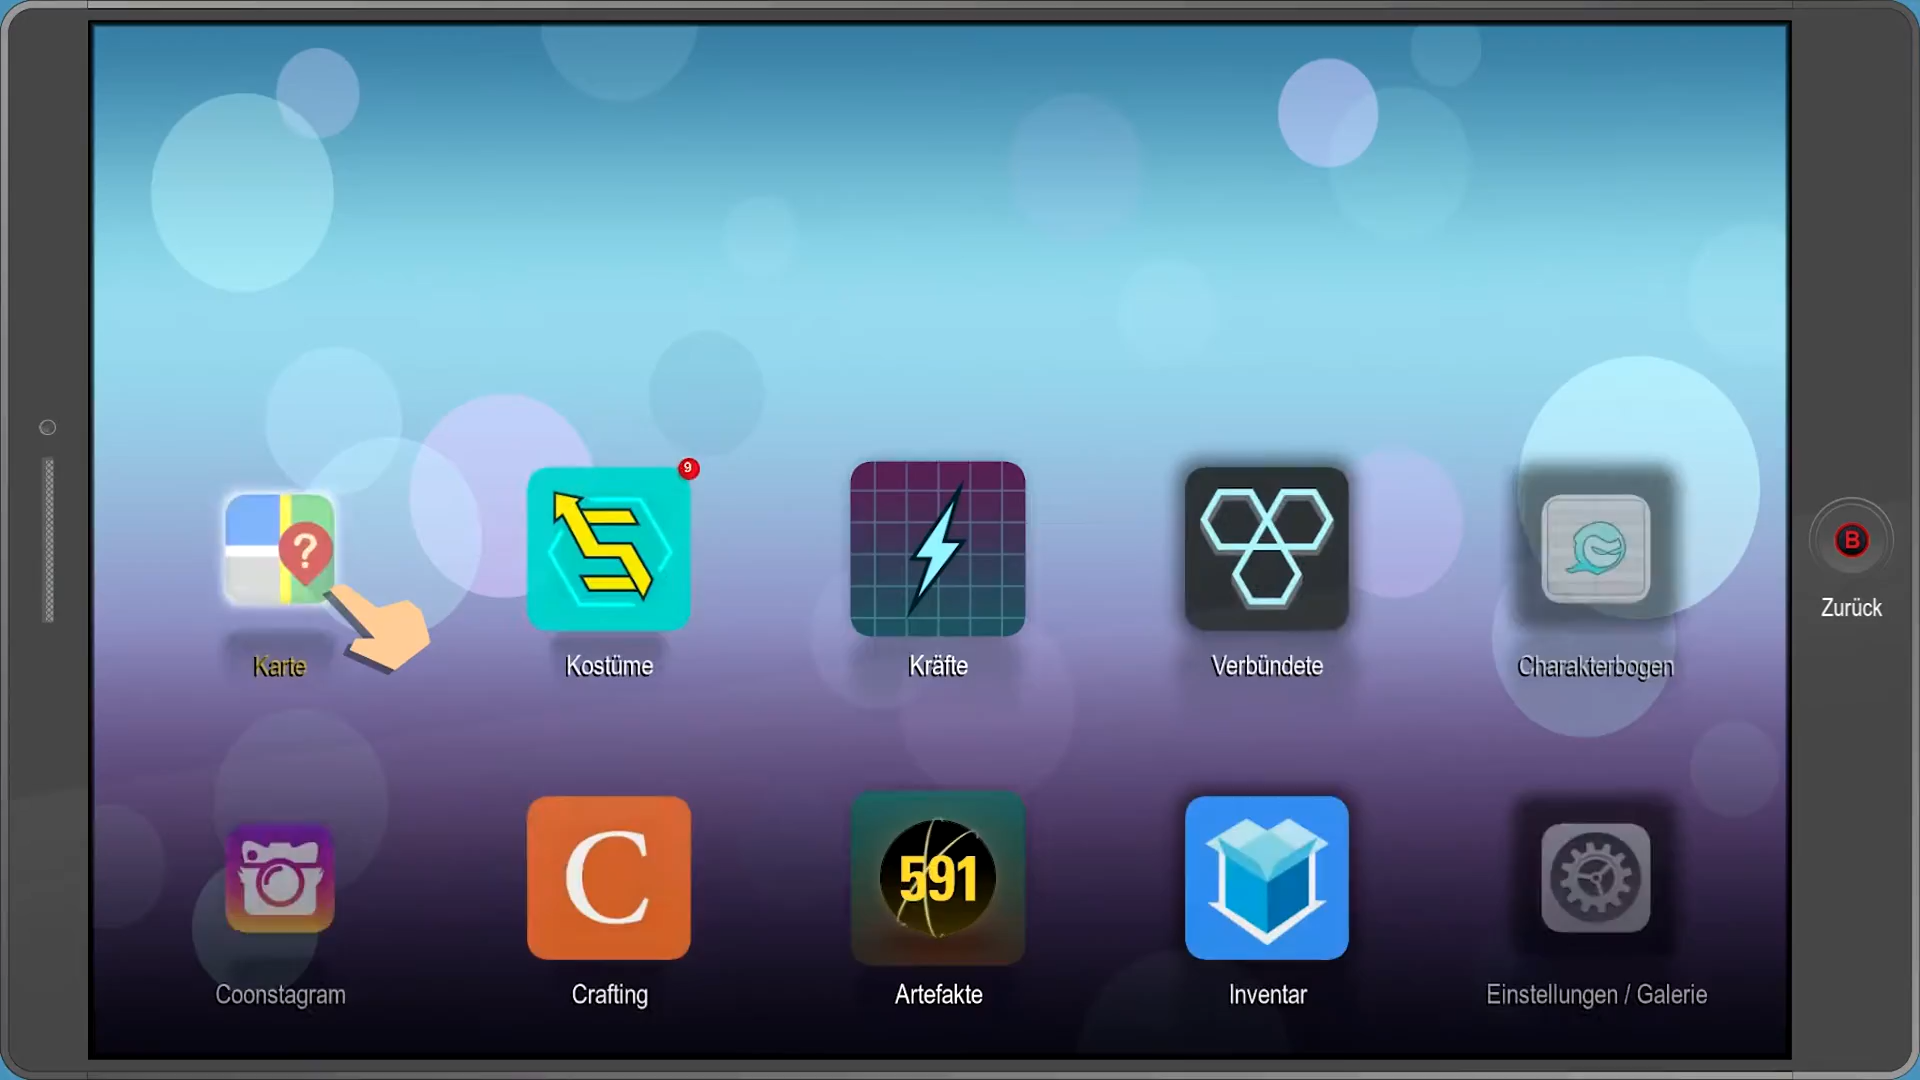 9
?
Karte
Kostüme
Kräfte
Verbündete
Charakterbogen
B
Zurück
C
591
Coonstagram
Crafting
Artefakte
Inventar
Einstellungen / Galerie